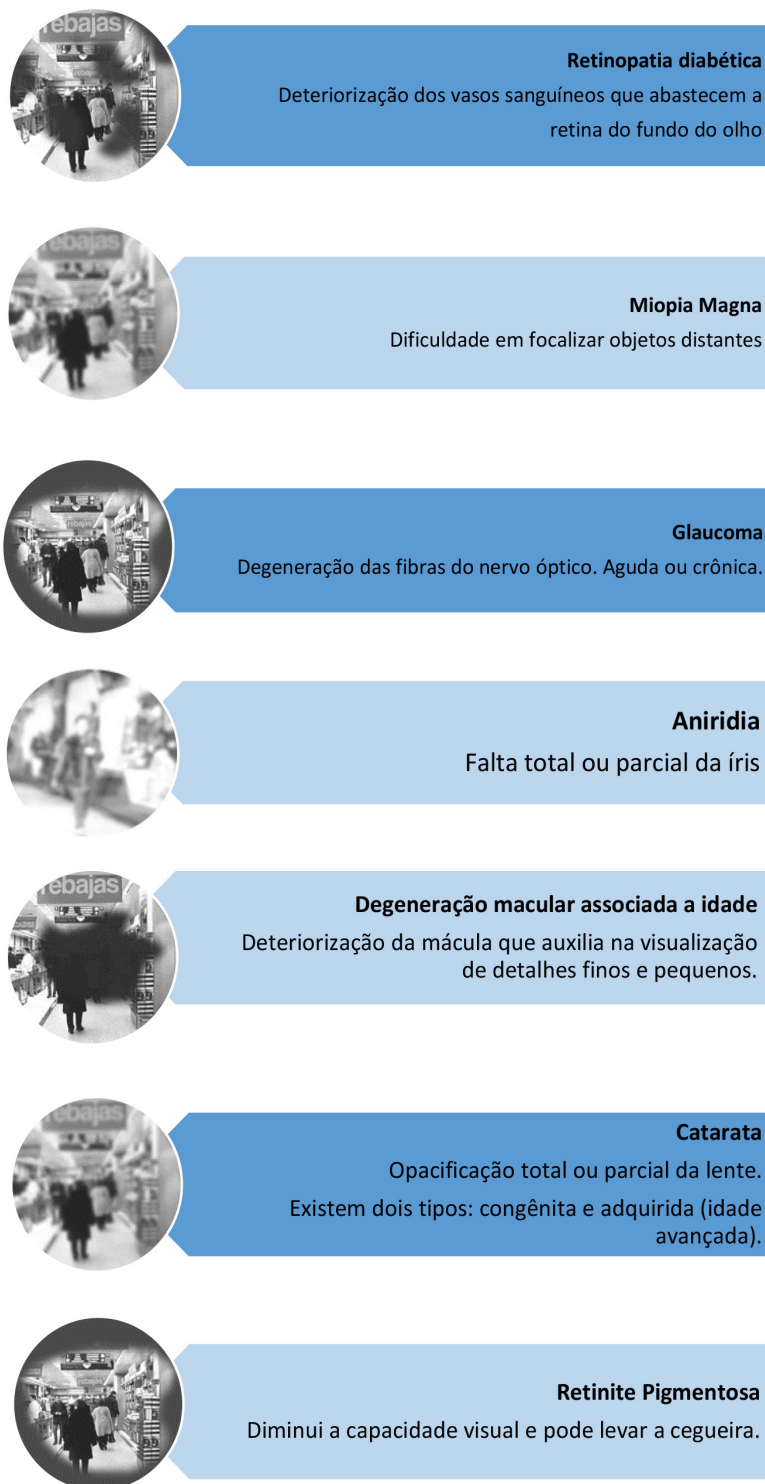 rebajas
rebajas
Retinopatia diabética
Deteriorização dos vasos sanguíneos que abastecem a
retina do fundo do olho
rebajas
Miopia Magna
Dificuldade em focalizar objetos distantes
rebajas
Glaucoma
Degeneração das fibras do nervo óptico. Aguda ou crônica.
Aniridia
Falta total ou parcial da íris
rebajas
Degeneração macular associada a idade
Deteriorização da mácula que auxilia na visualização
de detalhes finos e pequenos.
rebajas
Catarata
Opacificação total ou parcial da lente.
Existem dois tipos: congênita e adquirida (idade
avançada).
Retinite Pigmentosa
Diminui a capacidade visual e pode levar a cegueira.